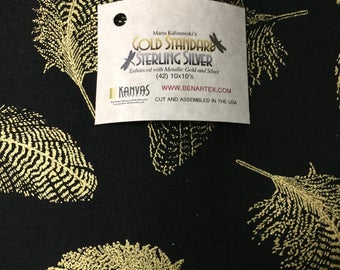 Maria Kalinowski's
GOLD STANDARD
STERLING SILVER
Enhanced with Metallic Gold and Silver
(42) 10x10's
KANVAS
WWW.BENARTEX.COM
CUT AND ASSEMBLED IN THE USA